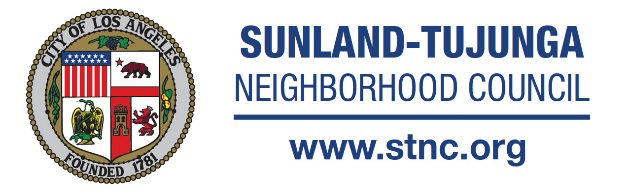 CITY OF LOS ANGELES
FOUNDED 1781
SUNLAND-TUJUNGA
NEIGHBORHOOD COUNCIL
www.stnc.org